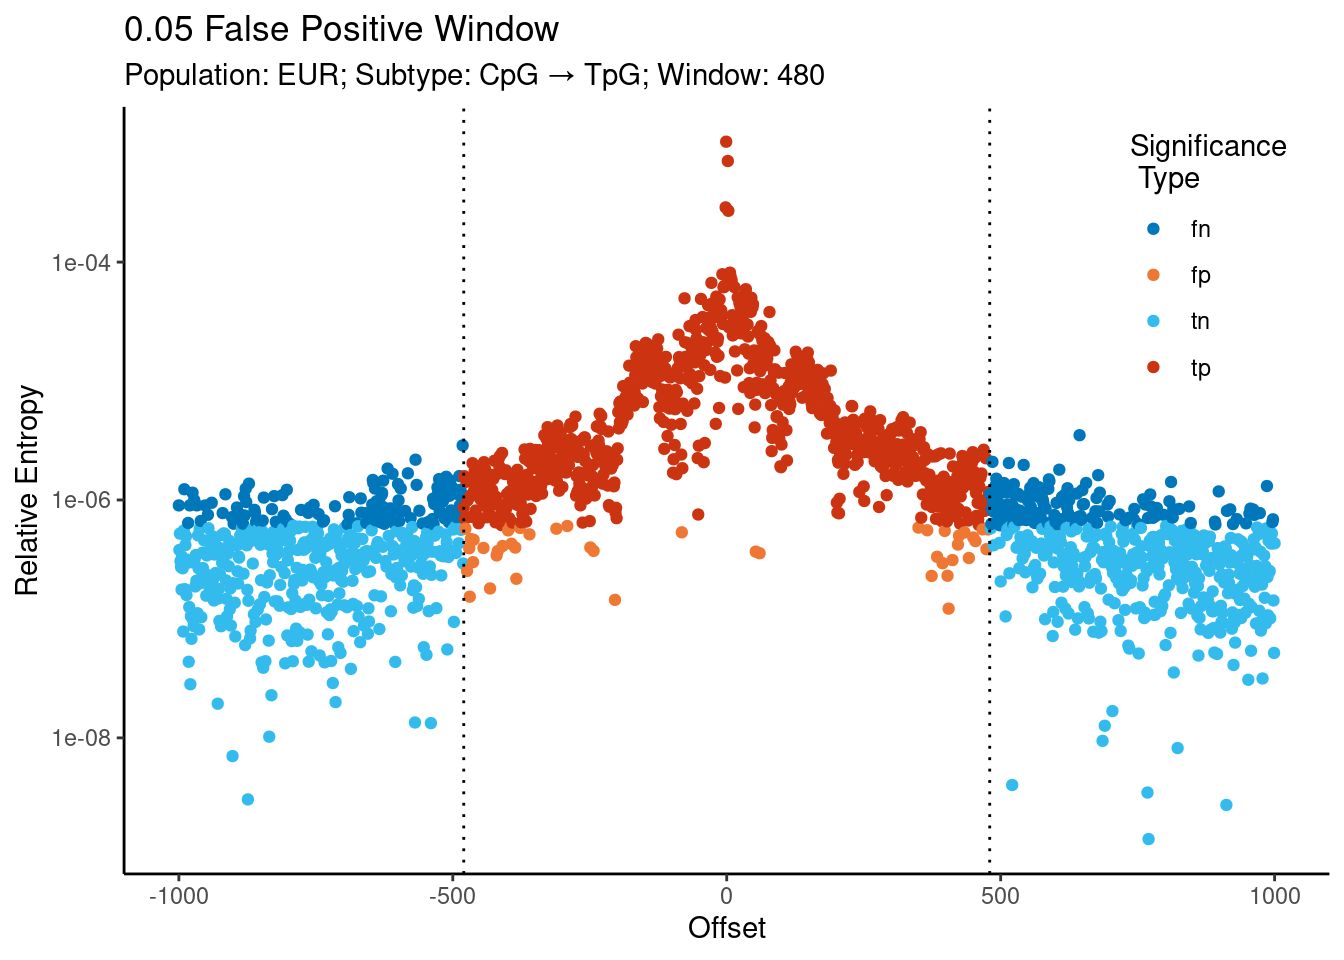 0.05 False Positive Window
Population: EUR; Subtype: CpG → TpG; Window: 480
Significance
Type
fn
fp
tn
tp
1e-04
1e-06
1e-08
Relative Entropy
-1000
-500
0
500
1000
Offset